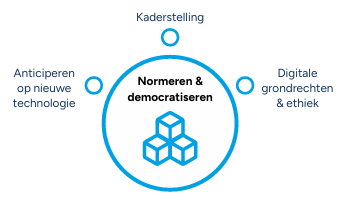 Kaderstelling
Anticiperen
op nieuwe
technologie
Normeren &
democratiseren
Digitale
grondrechten
& ethiek